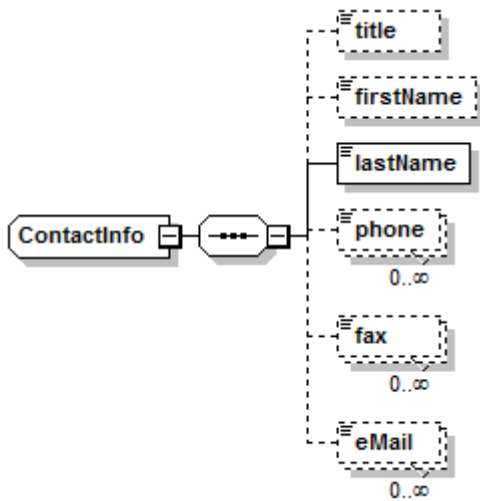 title
firstName
lastName
ContactInfo
phone
0..∞
fax
0..∞
eMail
0..∞